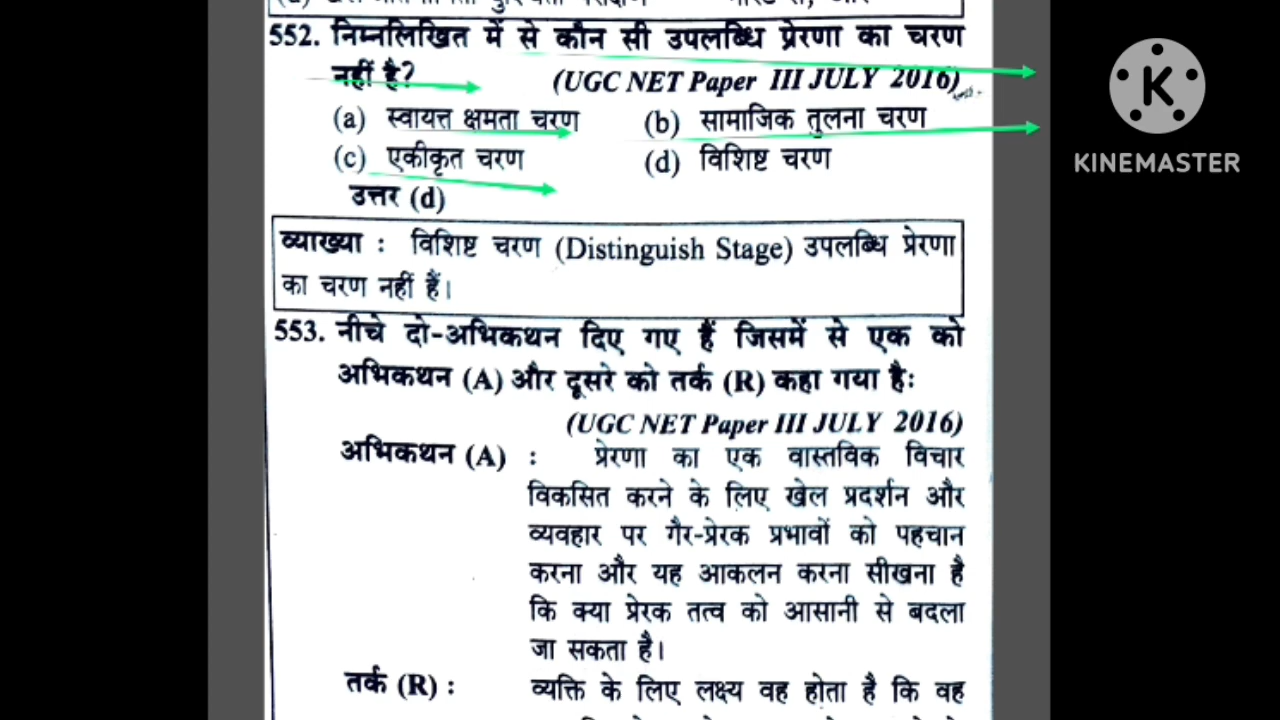 552. निम्नलिखित में से कौन सी उपलब्धि प्रेरणा का चरण
नहीं है? (UGC NET Paper III JULY 2016)
(a) स्वायत्त क्षमता चरण (b) सामाजिक तुलना चरण
(c) एकीकृत चरण (d) विशिष्ट चरण
उत्तर (d)
व्याख्या : विशिष्ट चरण (Distinguish Stage) उपलब्धि प्रेरणा
का चरण नहीं हैं।
553. नीचे दो-अभिकथन दिए गए हैं जिसमें से एक को
अभिकथन (A) और दूसरे को तर्क (R) कहा गया है:
(UGC NET Paper III JULY 2016)
अभिकथन (A) : प्रेरणा का एक वास्तविक विचार
विकसित करने के लिए खेल प्रदर्शन और
व्यवहार पर गैर-प्रेरक प्रभावों को पहचान
करना और यह आकलन करना सीखना है
कि क्या प्रेरक तत्व को आसानी से बदला
जा सकता है।
तर्क (R) : व्यक्ति के लिए लक्ष्य वह होता है कि वह
K
KINEMASTER